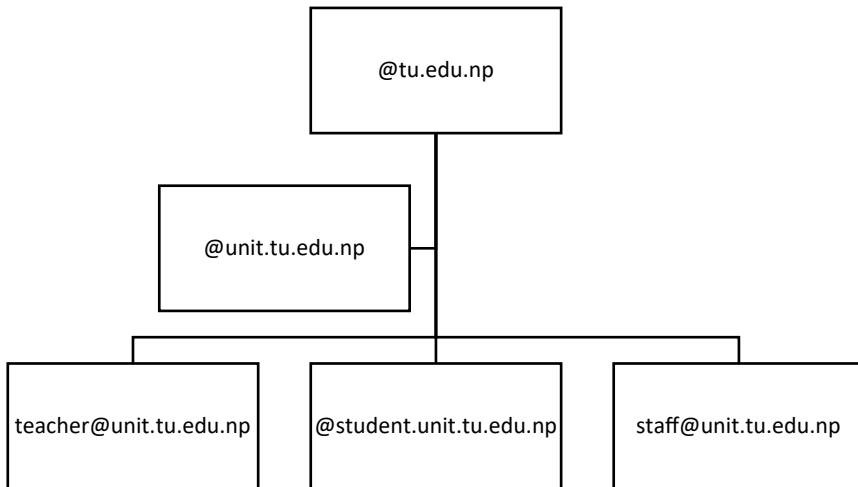 @tu.edu.np
@unit.tu.edu.np
teacher@unit.tu.edu.np
@student.unit.tu.edu.np
staff@unit.tu.edu.np